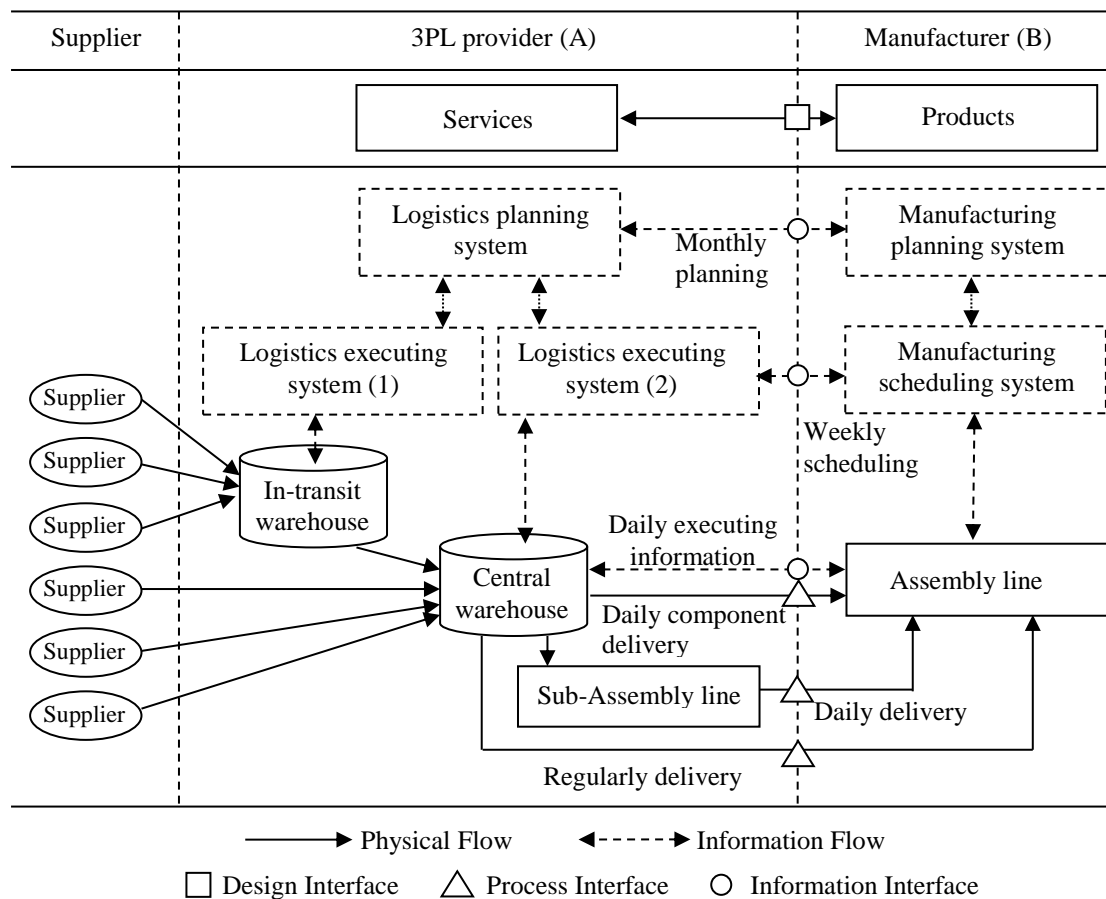 Supplier
3PL provider (A)
Manufacturer (B)
Services
Products
Logistics planning
system
Monthly
planning
Manufacturing
planning system
Logistics executing
system (1)
Logistics executing
system (2)
Manufacturing
scheduling system
Weekly
scheduling
Supplier
Supplier
Supplier
Supplier
Supplier
Supplier
In-transit
warehouse
Central
warehouse
Daily executing
information
Assembly line
Daily component
delivery
Sub-Assembly line
Daily delivery
Regularly delivery
Physical Flow
Information Flow
Design Interface
Process Interface
Information Interface